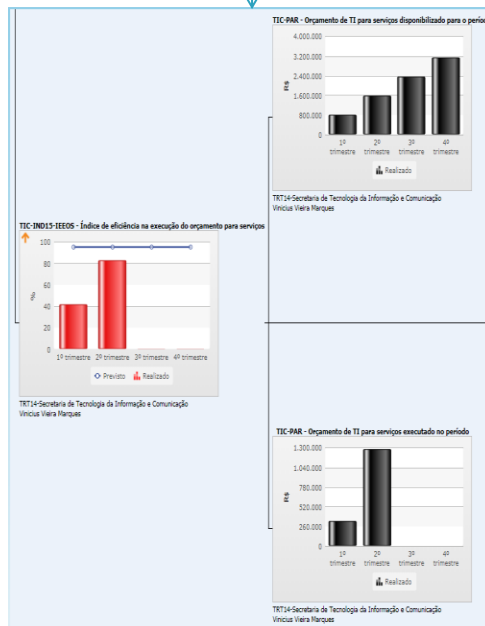 TIC-PAR - Orçamento de TI para serviços disponibilizado para o períod
4.000.000
3.200.000
2.400.000
1.600.000
800.000
0
R$
1º trimestre
2º trimestre
3º trimestre
4º trimestre
Realizado
TRT14-Secretaria de Tecnologia da Informação e Comunicação
Vinicius Vieira Marques
TIC-IND15-IEEOS - Índice de eficiência na execução do orçamento para serviços
100
80
60
40
20
0
%
1º trimestre 2º trimestre 3º trimestre 4º trimestre
Previsto Realizado
TRT14-Secretaria de Tecnologia da Informação e Comunicação
Vinicius Vieira Marques
TIC-PAR - Orçamento de TI para serviços executado no período
1.300.000
1.040.000
780.000
520.000
260.000
0
R$
1º trimestre
2º trimestre
3º trimestre
4º trimestre
Realizado
TRT14-Secretaria de Tecnologia da Informação e Comunicação
Vinicius Vieira Marques